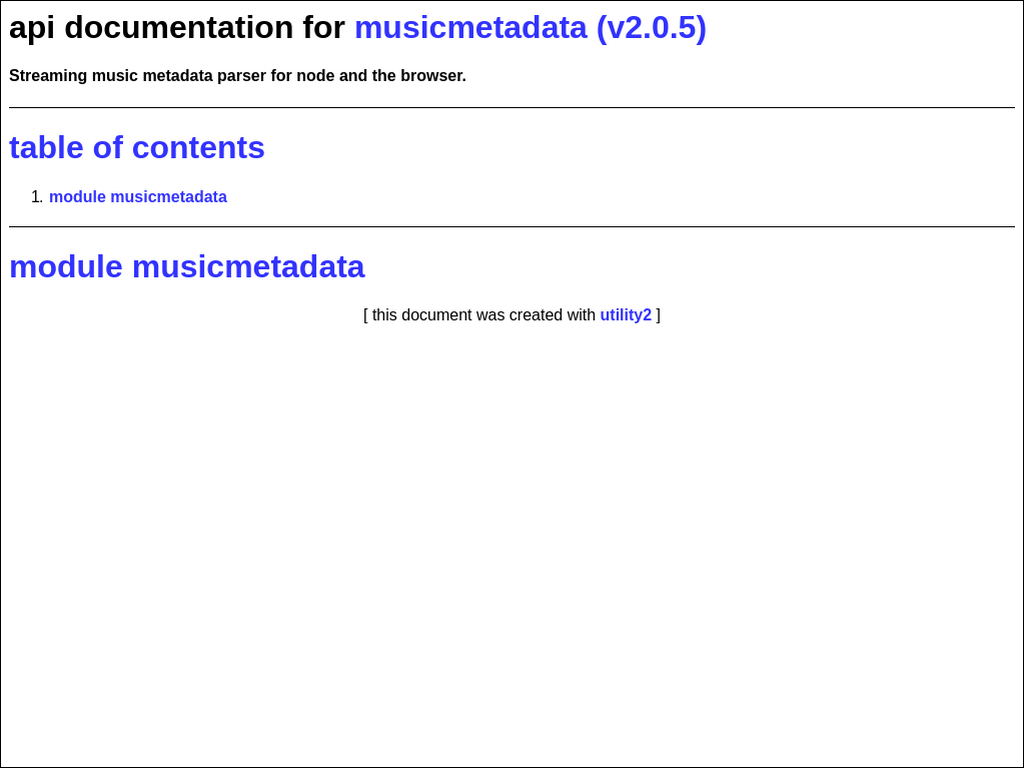 api documentation for musicmetadata (v2.0.5)
Streaming music metadata parser for node and the browser.
table of contents
1. module musicmetadata
module musicmetadata
[ this document was created with utility2 ]